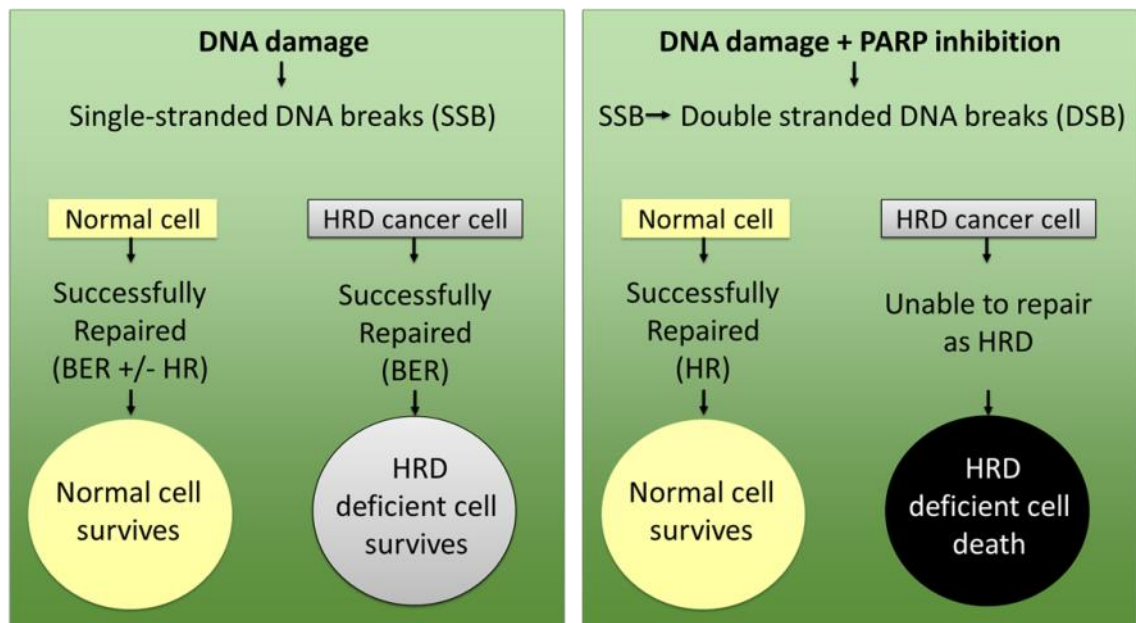 DNA damage
Single-stranded DNA breaks (SSB)
Normal cell
Successfully
Repaired
(BER +/- HR)
Normal cell
survives
HRD cancer cell
Successfully
Repaired
(BER)
HRD
deficient cell
survives
DNA damage + PARP inhibition
SSB→ Double stranded DNA breaks (DSB)
Normal cell
Successfully
Repaired
(HR)
Normal cell
survives
HRD cancer cell
Unable to repair
as HRD
HRD
deficient cell
death